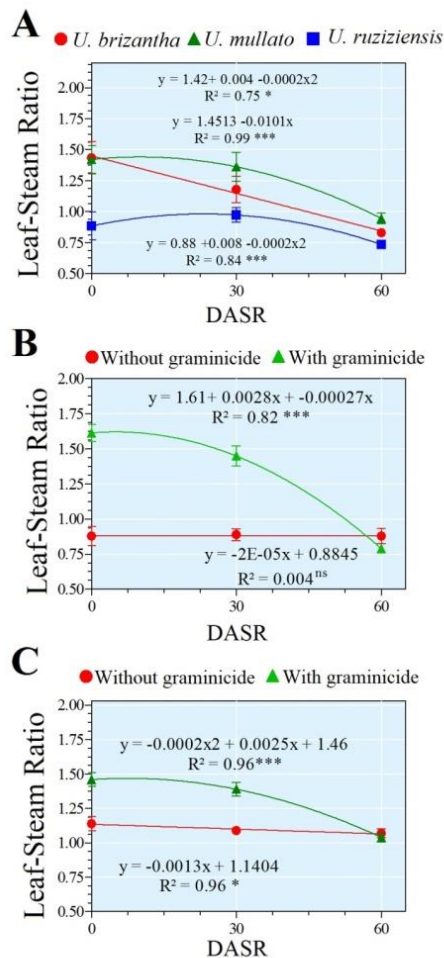 A
U. brizantha U. mullato U. ruziziensis
y = 1.42+ 0.004 -0.0002x2
R² = 0.75 *
y = 1.4513 -0.0101x
R² = 0.99 ***
y = 0.88 +0.008 -0.0002x2
R² = 0.84 ***
Leaf-Steam Ratio
2.00
1.75
1.50
1.25
1.00
0.75
0.50
0 30 60
DASR
B
Without graminicide With graminicide
y = 1.61+ 0.0028x + -0.00027x
R² = 0.82 ***
y = -2E-05x + 0.8845
R² = 0.004ⁿˢ
Leaf-Steam Ratio
2.00
1.75
1.50
1.25
1.00
0.75
0.50
0 30 60
DASR
C
Without graminicide With graminicide
y = -0.0002x2 + 0.0025x + 1.46
R² = 0.96***
y = -0.0013x + 1.1404
R² = 0.96 *
Leaf-Steam Ratio
2.00
1.75
1.50
1.25
1.00
0.75
0.50
0 30 60
DASR